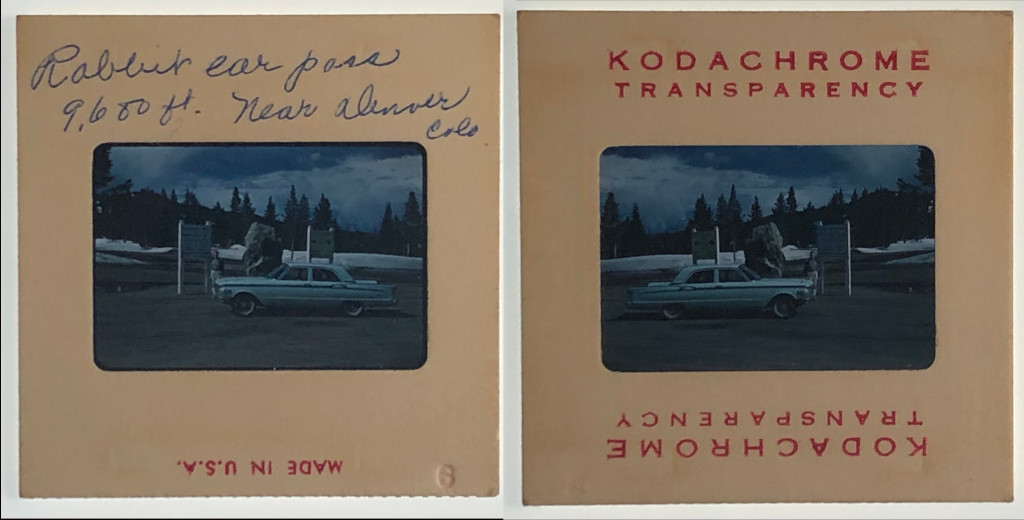 Rabbit ear pass
9,600 ft. Near Denver
Colo
MADE IN U.S.A.
KODACHROME
TRANSPARENCY
TRANSPARENCY
KODACHROME